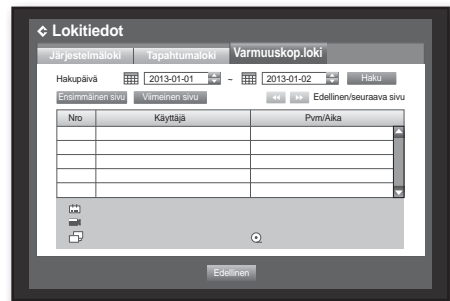 Lokitiedot
Järjestelmäloki Tapahtumaloki Varmuuskop.loki
Hakupäivä 2013-01-01 ~ 2013-01-02 Haku
Ensimmäinen sivu Viimeinen sivu Edellinen/seuraava sivu
Nro Käyttäjä Pvm/Aika
Edellinen